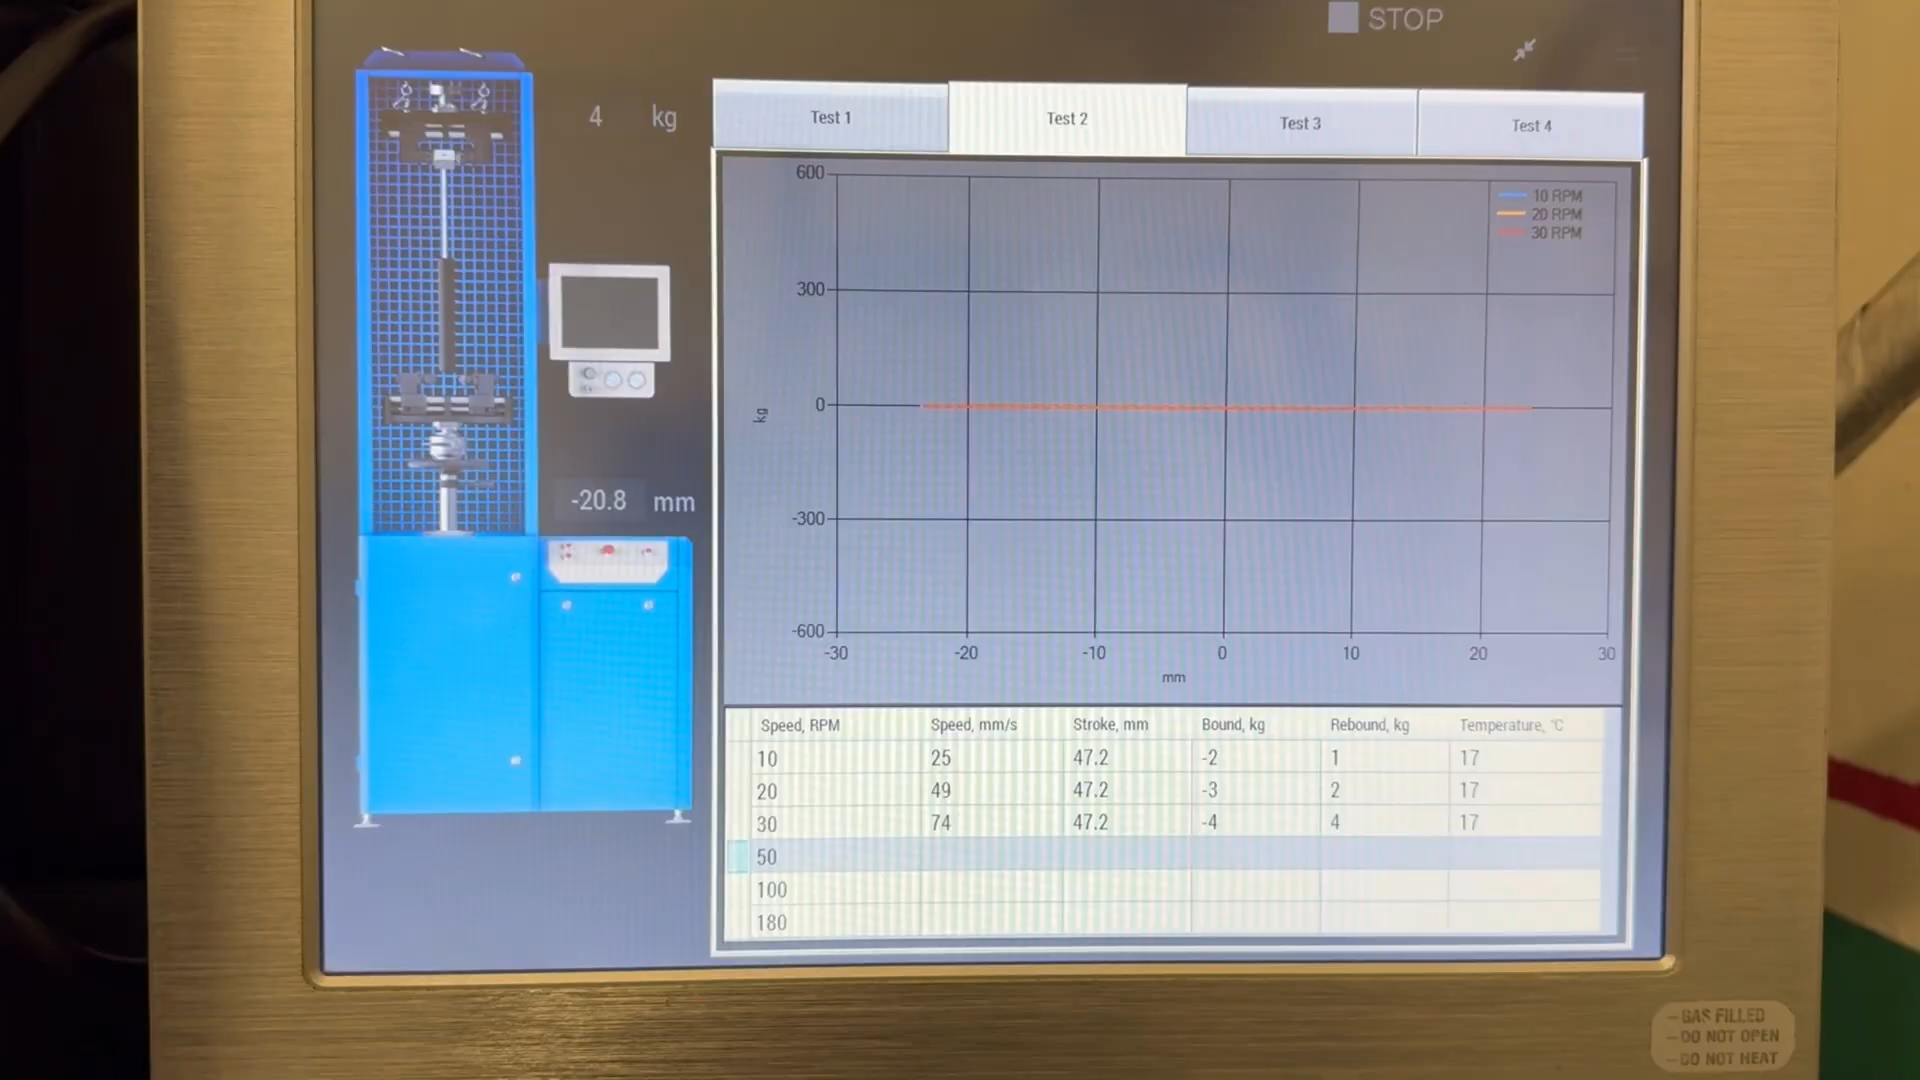 STOP
4 kg
Test 1 Test 2 Test 3 Test 4
600
10 RPM
20 RPM
30 RPM
300
0
kg
-20.8 mm
-300
-600
-30 -20 -10 0 10 20 30
mm
Speed, RPM Speed, mm/s Stroke, mm Bound, kg Rebound, kg Temperature, °C
10 25 47.2 -2 1 17
20 49 47.2 -3 2 17
30 74 47.2 -4 4 17
50
100
180
- GAS FILLED
- DO NOT OPEN
- DO NOT HEAT